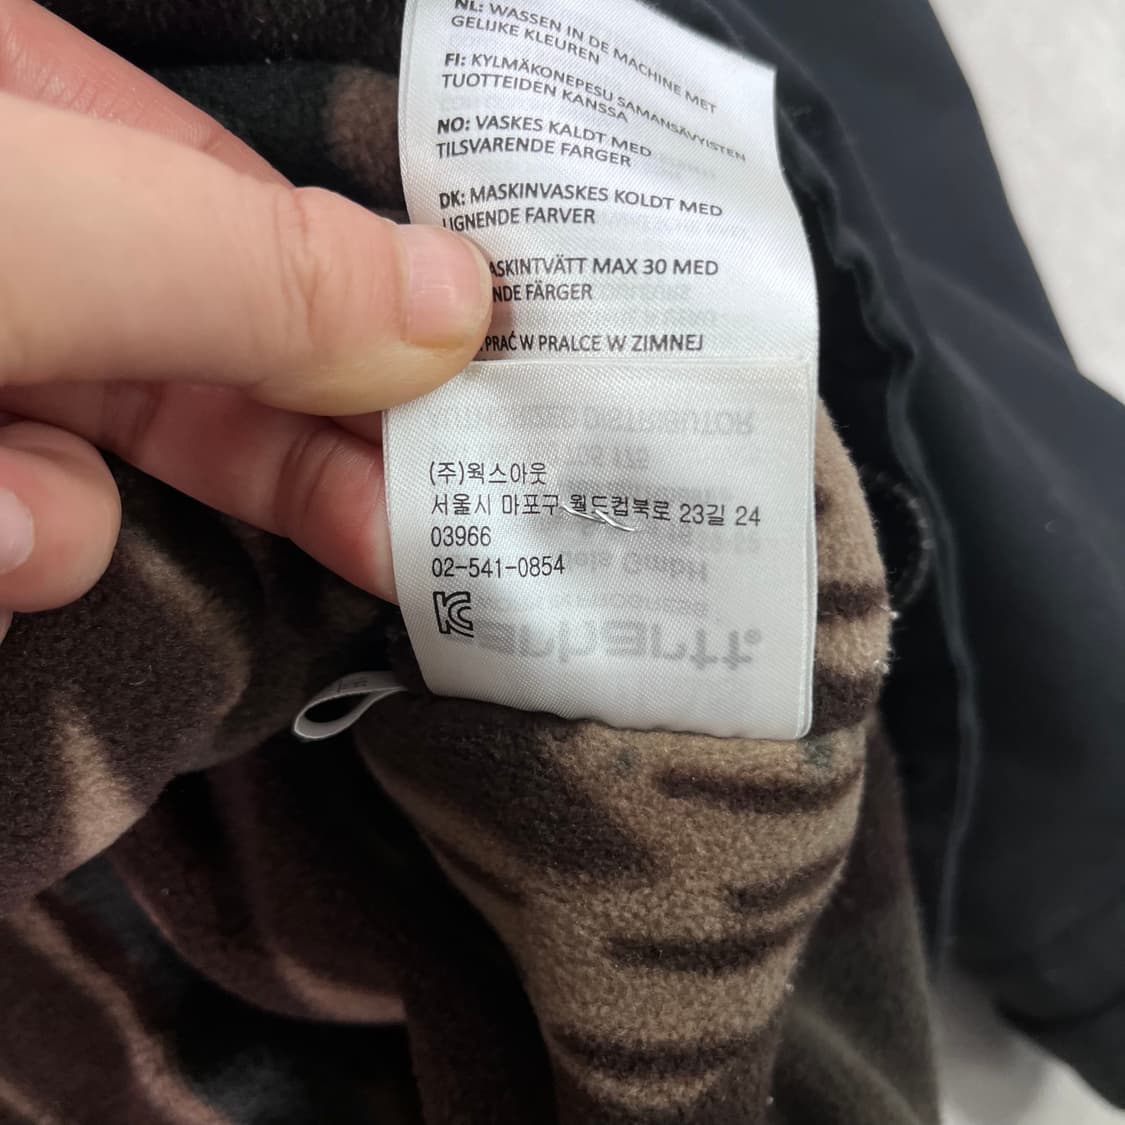 NL: WASSEN IN DE MACHINE MET
GELIJKE KLEUREN
FI: KYLMÄKONEPESU SAMANSÄVYISTEN
TUOTTEIDEN KANSSA
NO: VASKES KALDT MED
TILSVARENDE FARGER
DK: MASKINVASKES KOLDT MED
LIGNENDE FARVER
ASKINTVÄTT MAX 30 MED
NDE FÄRGER
PRAĆ W PRALCE W ZIMNEJ
(주)웍스아웃
서울시 마포구 월드컵북로 23길 24
03966
02-541-0854